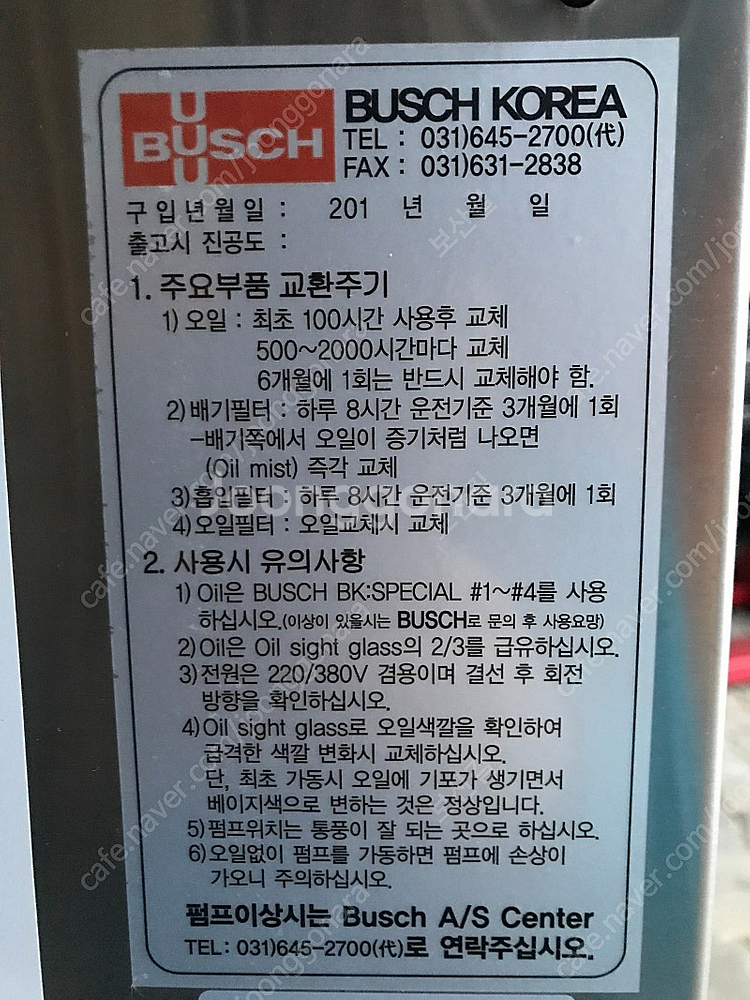 BUSCH
BUSCH KOREA
TEL : 031)645-2700(代)
FAX : 031)631-2838
구입년월일 : 201 년 월 일
출고시 진공도 :
1. 주요부품 교환주기
1) 오일 : 최초 100시간 사용후 교체
500~2000시간마다 교체
6개월에 1회는 반드시 교체해야 함.
2)배기필터 : 하루 8시간 운전기준 3개월에 1회
-배기쪽에서 오일이 증기처럼 나오면
(Oil mist) 즉각 교체
3)흡입필터 : 하루 8시간 운전기준 3개월에 1회
joonggonara
4)오일필터 : 오일교체시 교체
2. 사용시 유의사항
1) Oil은 BUSCH BK:SPECIAL #1~#4를 사용
하십시오.(이상이 있을시는 BUSCH로 문의 후 사용요망)
2)Oil은 Oil sight glass의 2/3를 급유하십시오.
3)전원은 220/380V 겸용이며 결선 후 회전
방향을 확인하십시오.
4)Oil sight glass로 오일색깔을 확인하여
급격한 색깔 변화시 교체하십시오.
단, 최초 가동시 오일에 기포가 생기면서
베이지색으로 변하는 것은 정상입니다.
5)펌프위치는 통풍이 잘 되는 곳으로 하십시오.
6)오일없이 펌프를 가동하면 펌프에 손상이
가오니 주의하십시오.
펌프이상시는 Busch A/S Center
TEL: 031)645-2700(代)로 연락주십시오.
cafe.naver.com/joonggonara